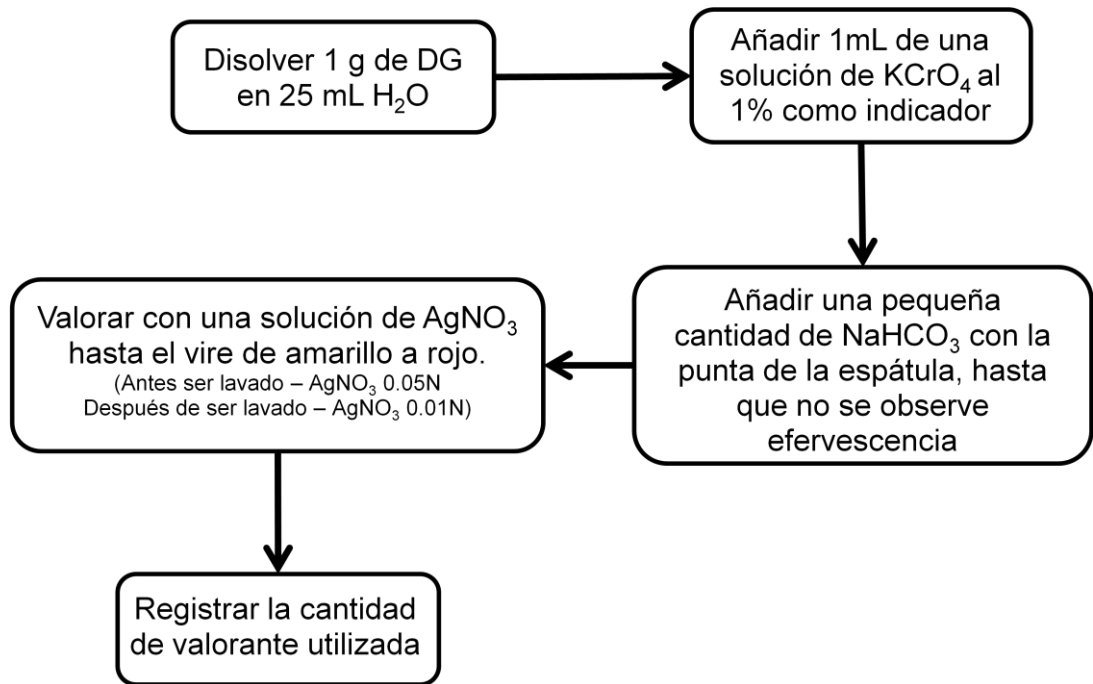 Disolver 1 g de DG
en 25 mL H₂O
Añadir 1mL de una
solución de KCrO₄ al
1% como indicador
Añadir una pequeña
cantidad de NaHCO₃ con la
punta de la espátula, hasta
que no se observe
efervescencia
Valorar con una solución de AgNO₃
hasta el vire de amarillo a rojo.
(Antes ser lavado – AgNO₃ 0.05N
Después de ser lavado – AgNO₃ 0.01N)
Registrar la cantidad
de valorante utilizada